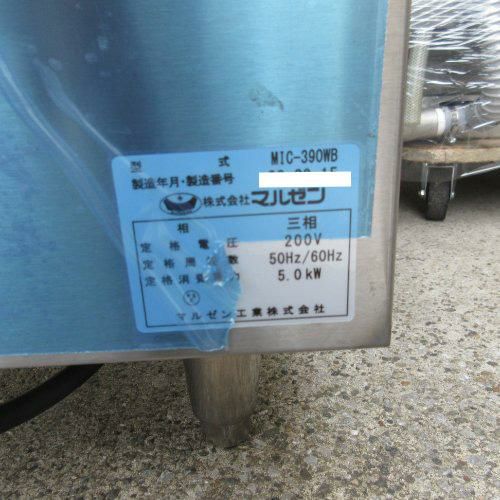 型式 MIC-390WB
製造年月・製造番号
株式会社マルゼン
相 三相
定格電圧 200V
定格周波数 50Hz/60Hz
定格消費電力 5.0kW
マルゼン工業株式会社